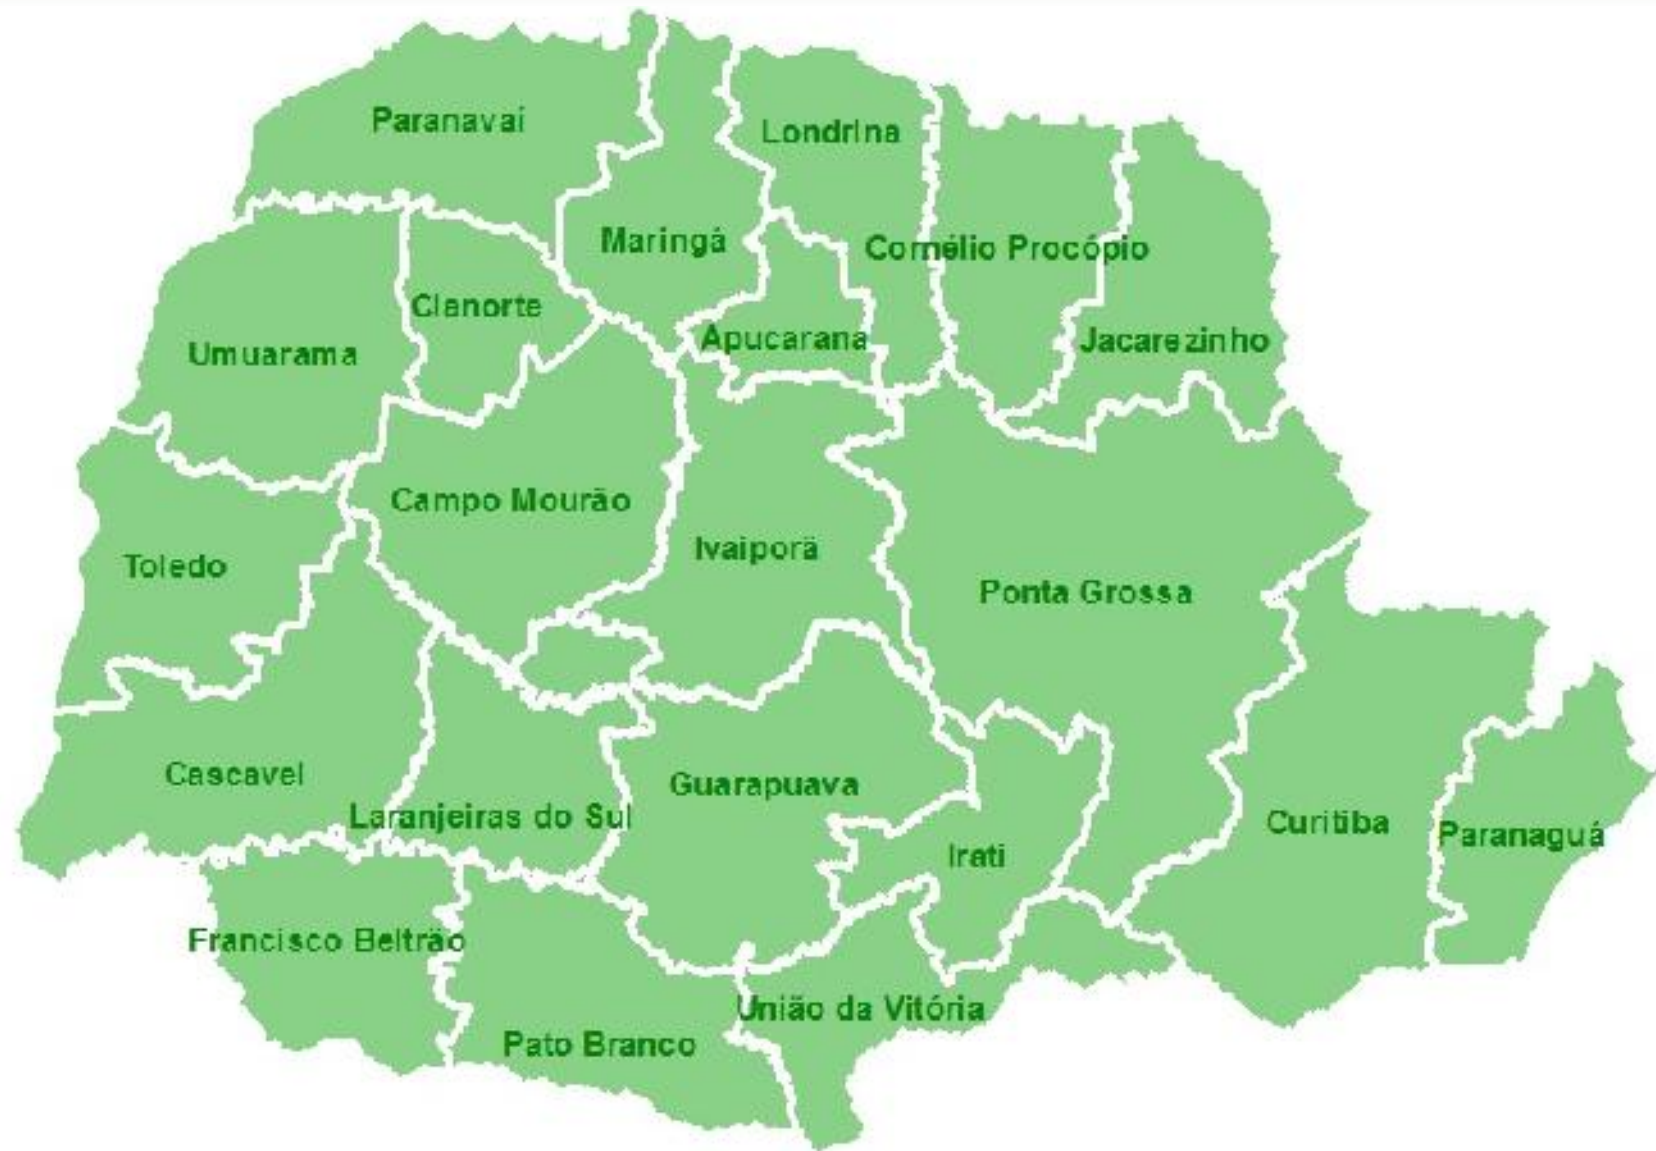 Paranavaí
Londrina
Maringá
Cornélio Procópio
Cianorte
Apucarana
Jacarezinho
Umuarama
Campo Mourão
Ivaiporã
Toledo
Ponta Grossa
Cascavel
Guarapuava
Laranjeiras do Sul
Curitiba
Paranaguá
Irati
Francisco Beltrão
União da Vitória
Pato Branco